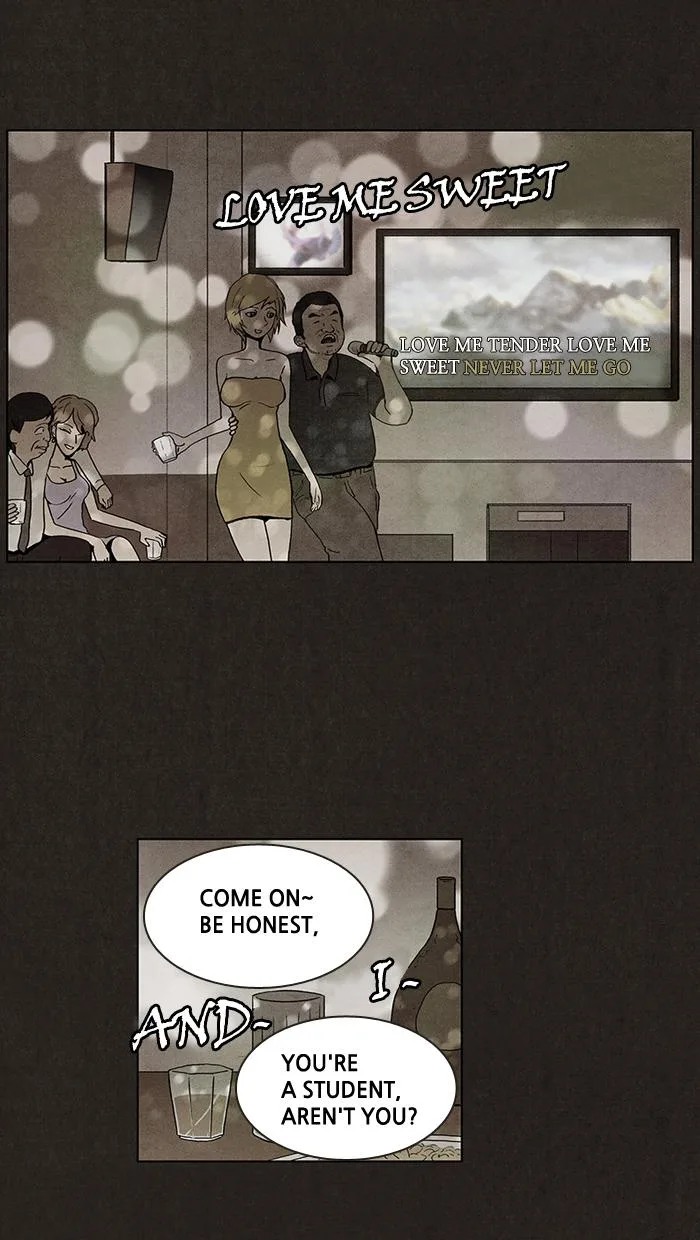 LOVE ME SWEET
LOVE ME TENDER LOVE ME
SWEET NEVER LET ME GO
COME ON~
BE HONEST,
I~
AND~
YOU'RE
A STUDENT,
AREN'T YOU?